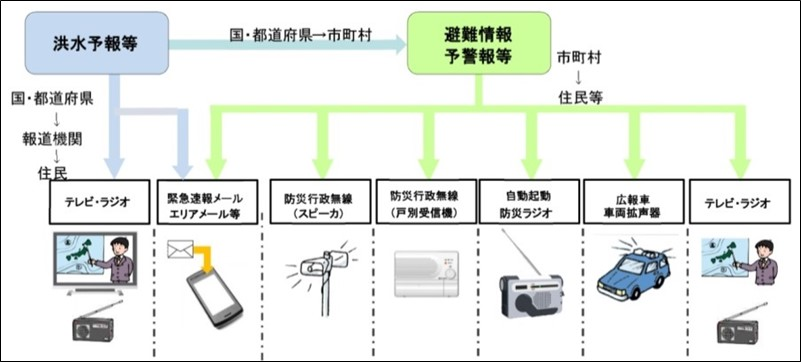 洪水予報等
国・都道府県→市町村
避難情報
予警報等
市町村
↓
住民等
国・都道府県
↓
報道機関
↓
住民
テレビ・ラジオ
緊急速報メール
エリアメール等
防災行政無線
(スピーカ)
防災行政無線
(戸別受信機)
自動起動
防災ラジオ
広報車
車両拡声器
テレビ・ラジオ